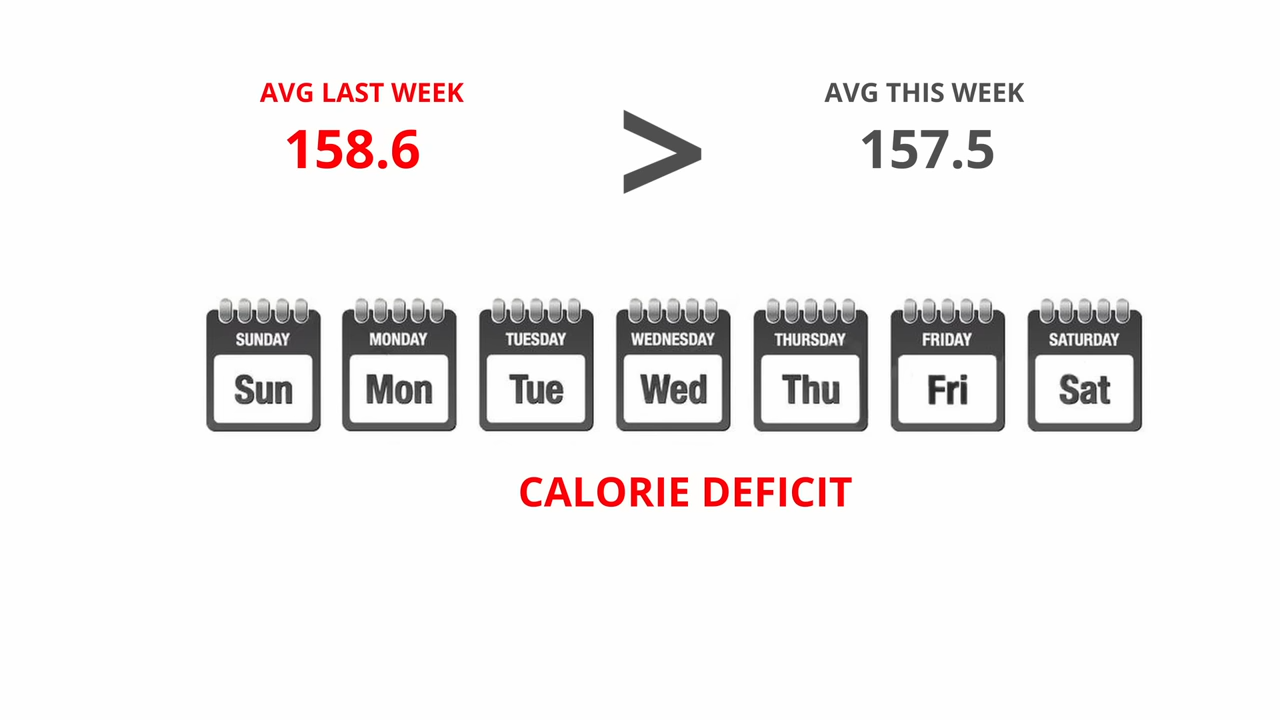 AVG LAST WEEK
158.6
>
AVG THIS WEEK
157.5
SUNDAY
Sun
MONDAY
Mon
TUESDAY
Tue
WEDNESDAY
Wed
THURSDAY
Thu
FRIDAY
Fri
SATURDAY
Sat
CALORIE DEFICIT